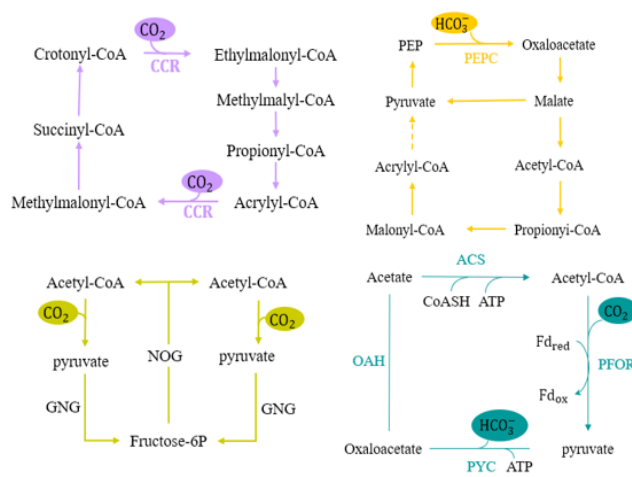 CO₂
Crotonyl-CoA
CCR
Ethylmalonyl-CoA
Methylmalyl-CoA
Succinyl-CoA
Propionyl-CoA
CO₂
Methylmalonyl-CoA
CCR
Acrylyl-CoA
HCO₃⁻
PEP
PEPC
Oxaloacetate
Pyruvate
Malate
Acrylyl-CoA
Acetyl-CoA
Malonyl-CoA
Propionyi-CoA
Acetyl-CoA
Acetyl-CoA
CO₂
CO₂
pyruvate
NOG
pyruvate
GNG
GNG
Fructose-6P
ACS
Acetate
Acetyl-CoA
CoASH
ATP
CO₂
Fd_red
OAH
PFOR
Fd_ox
HCO₃⁻
Oxaloacetate
pyruvate
PYC
ATP